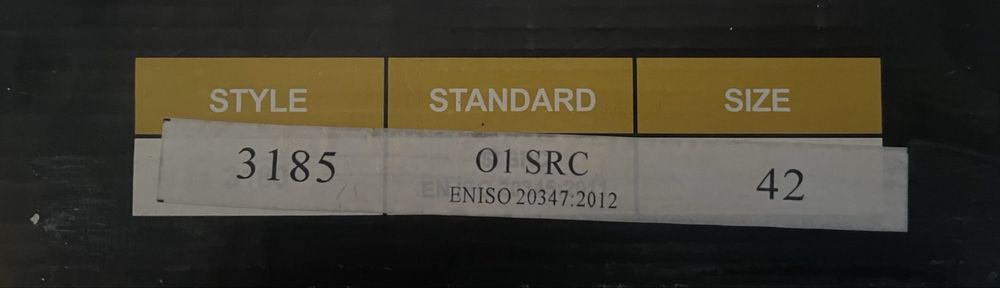 STYLE STANDARD SIZE
3185 O1 SRC 42
ENISO 20347:2012